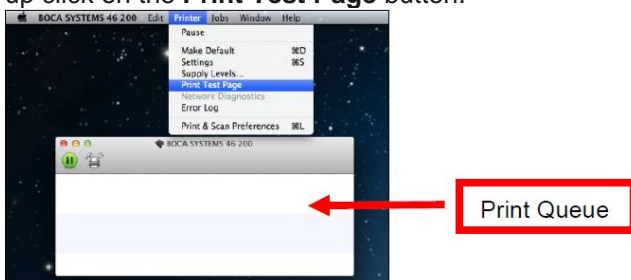 up click on the Print Test Page button.
BOCA SYSTEMS 46 200 Edit Printer Jobs Window Help
Pause
Make Default ⌘D
Settings ⌘S
Supply Levels...
Print Test Page
Network Diagnostics
Error Log
Print & Scan Preferences ⌘L
BOCA SYSTEMS 46 200
Print Queue